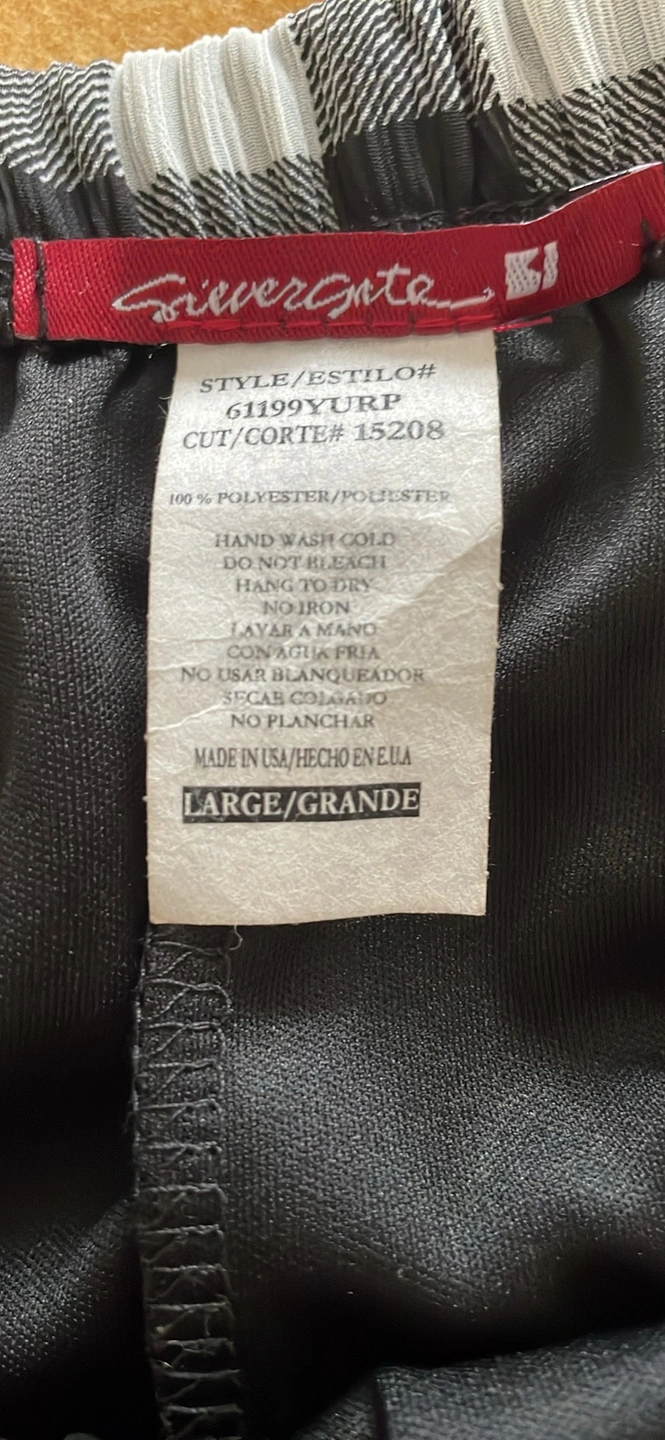 SilverGate
STYLE/ESTILO#
61199YURP
CUT/CORTE# 15208
100 % POLYESTER/POLIESTER
HAND WASH COLD
DO NOT BLEACH
HANG TO DRY
NO IRON
LAVAR A MANO
CON AGUA FRIA
NO USAR BLANQUEADOR
SECAR COLGADO
NO PLANCHAR
MADE IN USA/HECHO EN E.U.A
LARGE/GRANDE